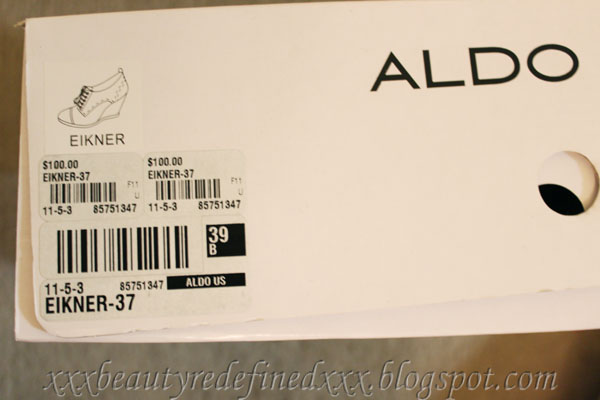 ALDO
EIKNER
$100.00
EIKNER-37
F11
U
11-5-3 85751347
$100.00
EIKNER-37
F11
U
11-5-3 85751347
39
B
11-5-3 85751347 ALDO US
EIKNER-37
xxxbeautyredefinedxxx.blogspot.com